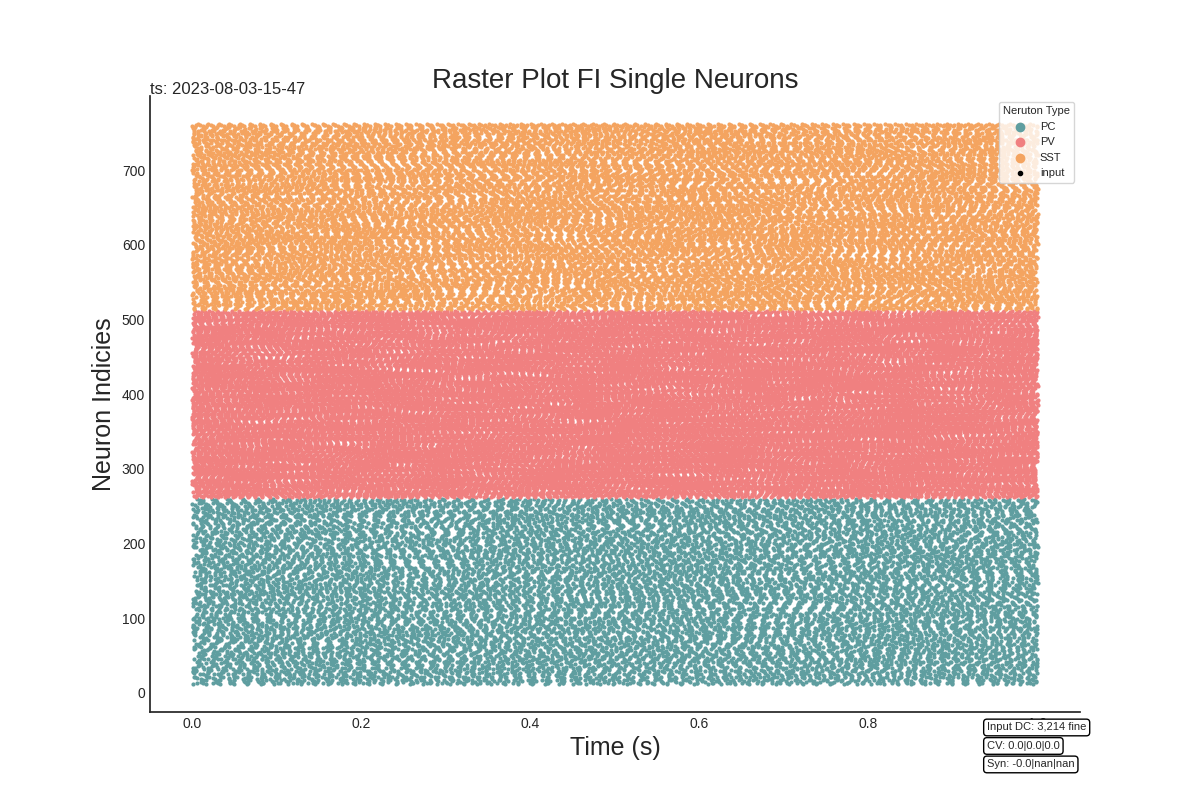 Raster Plot FI Single Neurons
ts: 2023-08-03-15-47
Neruton Type
PC
PV
SST
input
Neuron Indicies
700
600
500
400
300
200
100
0
0.0 0.2 0.4 0.6 0.8
Time (s)
Input DC: 3,214 fine
CV: 0.0|0.0|0.0
Syn: -0.0|nan|nan